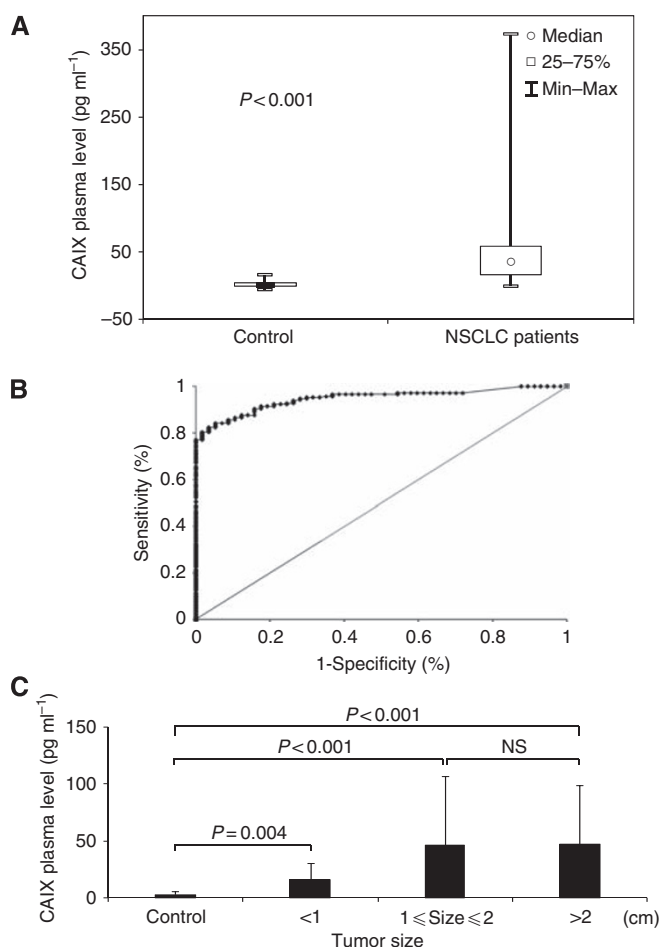 A
CAIX plasma level (pg ml⁻¹)
350
250
150
50
−50
P<0.001
Median
25–75%
Min–Max
Control
NSCLC patients
B
Sensitivity (%)
1
0.8
0.6
0.4
0.2
0
0
0.2
0.4
0.6
0.8
1
1-Specificity (%)
C
CAIX plasma level (pg ml⁻¹)
150
100
50
0
P<0.001
P<0.001
NS
P=0.004
Control
<1
1⩽Size⩽2
>2
(cm)
Tumor size